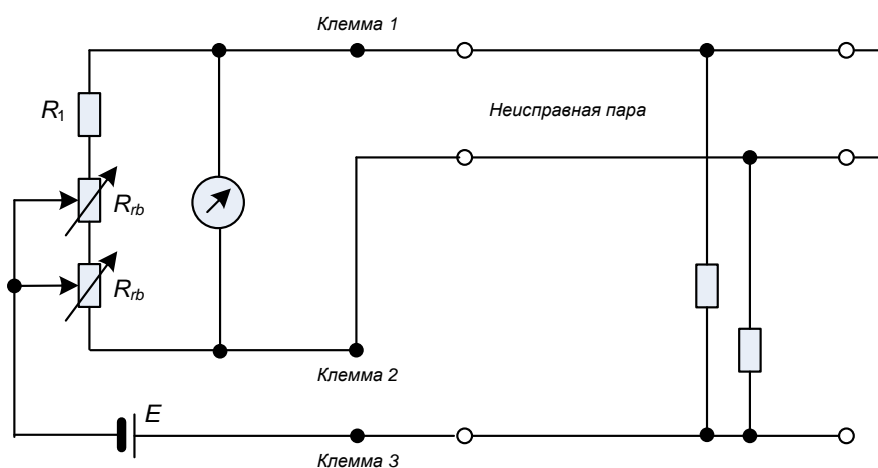 Клемма 1
R1
Неисправная пара
Rrb
Rrb
Клемма 2
E
Клемма 3